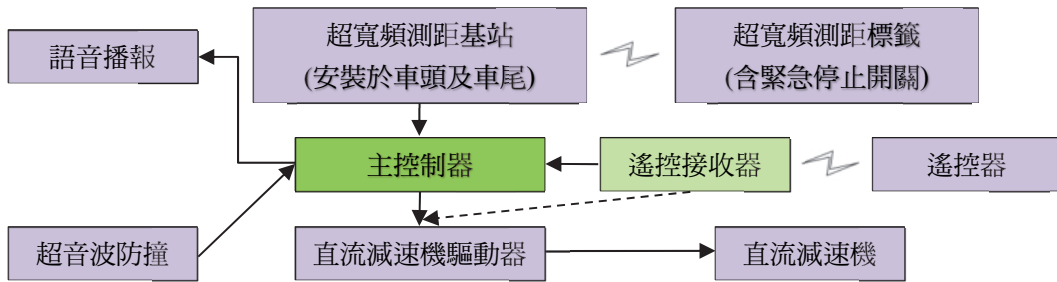 語音播報
超寬頻測距基站
(安裝於車頭及車尾)
超寬頻測距標籤
(含緊急停止開關)
主控制器
遙控接收器
遙控器
超音波防撞
直流減速機驅動器
直流減速機